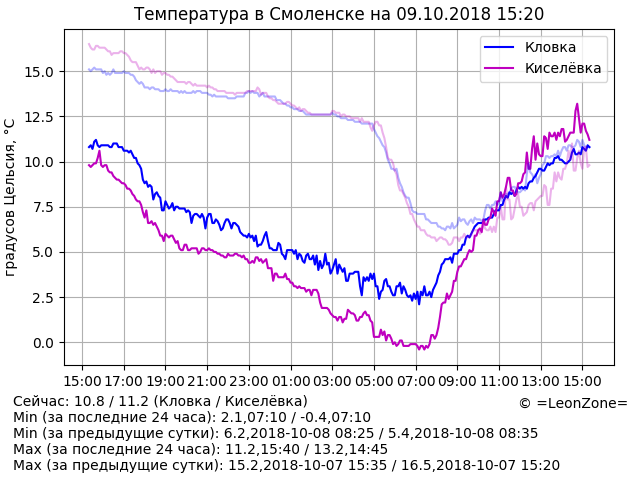 Температура в Смоленске на 09.10.2018 15:20
Кловка
Киселёвка
градусов Цельсия, °C
15.0
12.5
10.0
7.5
5.0
2.5
0.0
15:00 17:00 19:00 21:00 23:00 01:00 03:00 05:00 07:00 09:00 11:00 13:00 15:00
Сейчас: 10.8 / 11.2 (Кловка / Киселёвка)
© =LeonZone=
Min (за последние 24 часа): 2.1,07:10 / -0.4,07:10
Min (за предыдущие сутки): 6.2,2018-10-08 08:25 / 5.4,2018-10-08 08:35
Max (за последние 24 часа): 11.2,15:40 / 13.2,14:45
Max (за предыдущие сутки): 15.2,2018-10-07 15:35 / 16.5,2018-10-07 15:20